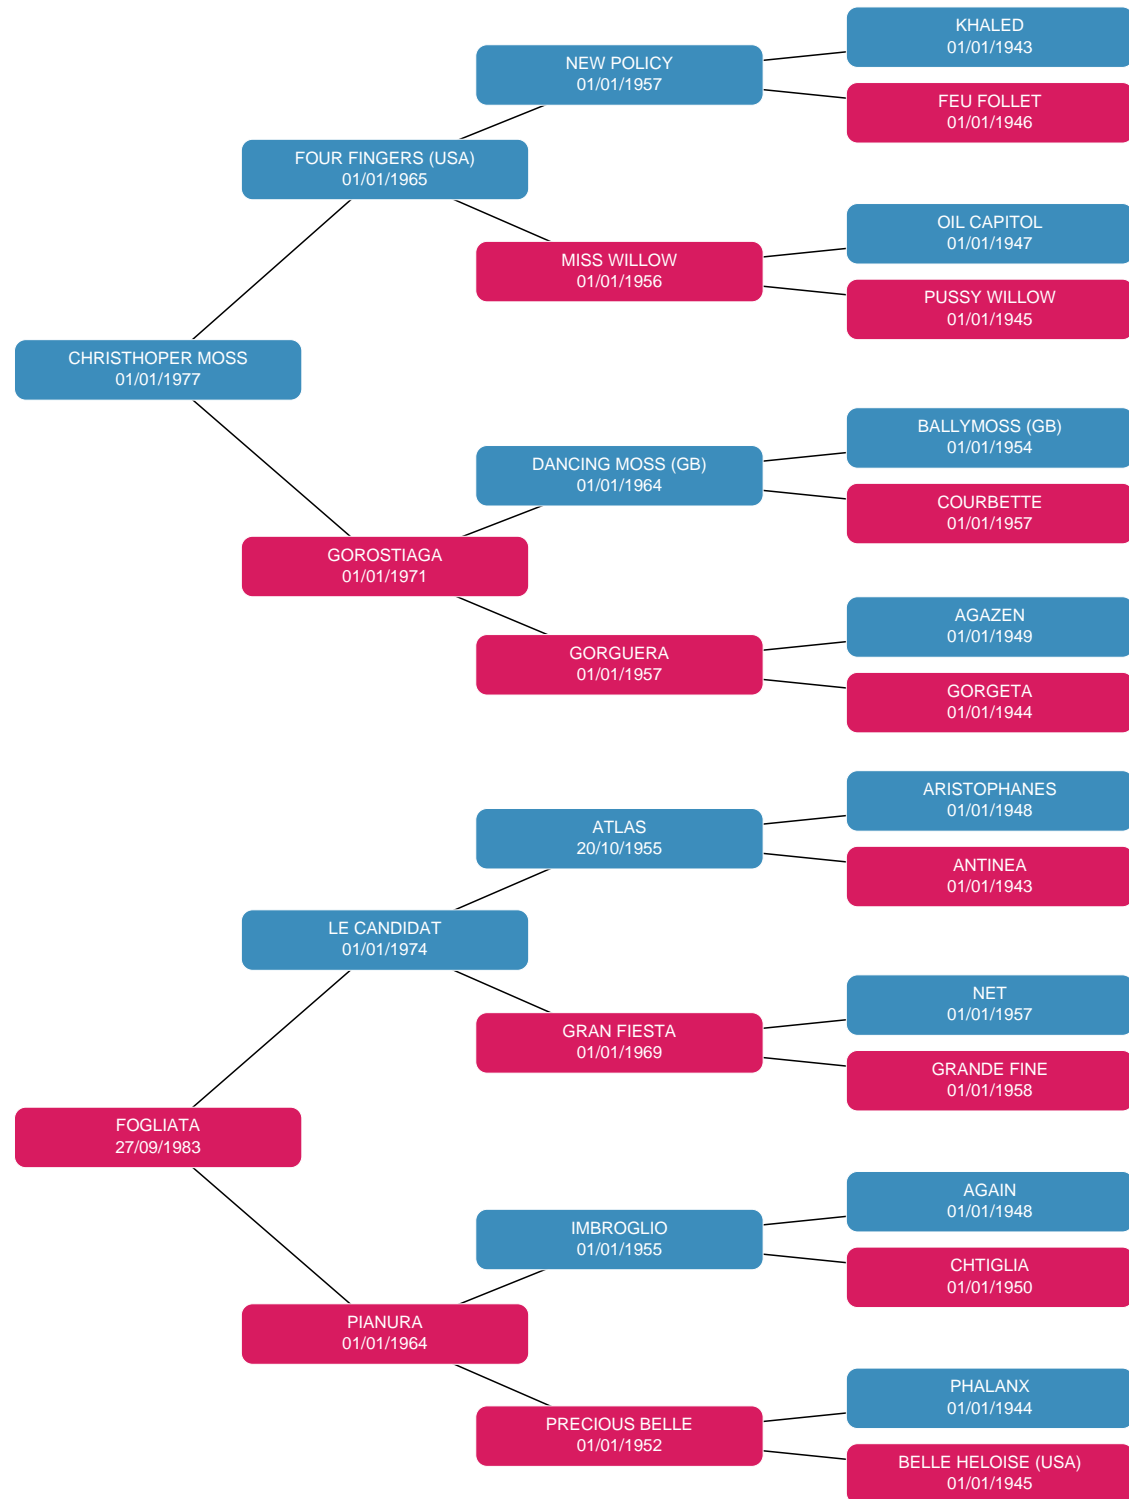 KHALED
01/01/1943
NEW POLICY
01/01/1957
FEU FOLLET
01/01/1946
FOUR FINGERS (USA)
01/01/1965
OIL CAPITOL
01/01/1947
MISS WILLOW
01/01/1956
PUSSY WILLOW
01/01/1945
CHRISTHOPER MOSS
01/01/1977
BALLYMOSS (GB)
01/01/1954
DANCING MOSS (GB)
01/01/1964
COURBETTE
01/01/1957
GOROSTIAGA
01/01/1971
AGAZEN
01/01/1949
GORGUERA
01/01/1957
GORGETA
01/01/1944
ARISTOPHANES
01/01/1948
ATLAS
20/10/1955
ANTINEA
01/01/1943
LE CANDIDAT
01/01/1974
NET
01/01/1957
GRAN FIESTA
01/01/1969
GRANDE FINE
01/01/1958
FOGLIATA
27/09/1983
AGAIN
01/01/1948
IMBROGLIO
01/01/1955
CHTIGLIA
01/01/1950
PIANURA
01/01/1964
PHALANX
01/01/1944
PRECIOUS BELLE
01/01/1952
BELLE HELOISE (USA)
01/01/1945